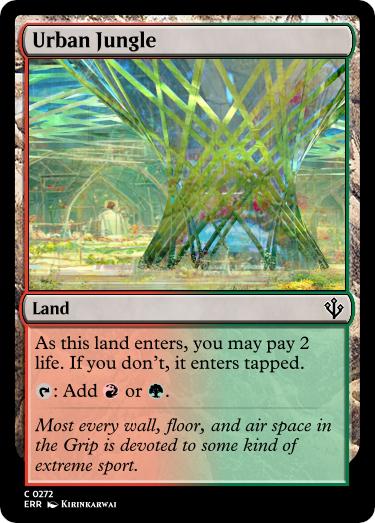 Urban Jungle
Land
As this land enters, you may pay 2
life. If you don't, it enters tapped.
: Add or .
Most every wall, floor, and air space in
the Grip is devoted to some kind of
extreme sport.
C 0272
ERR Kirinkarwai